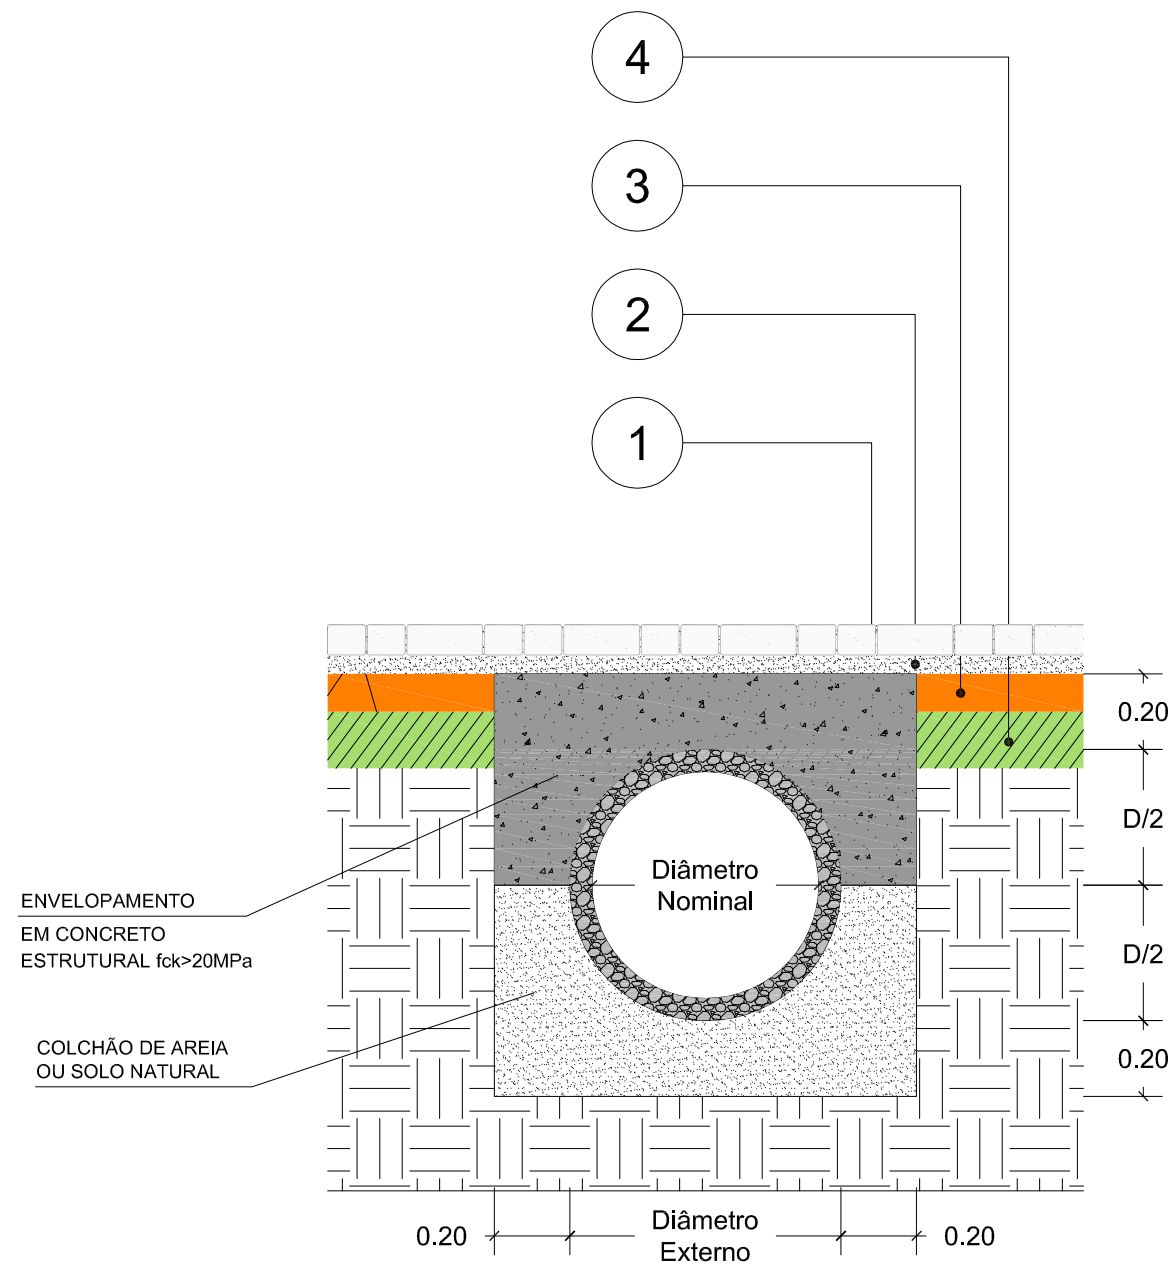 4
3
2
1
0.20
D/2
Diâmetro
Nominal
ENVELOPAMENTO
EM CONCRETO
ESTRUTURAL fck>20MPa
D/2
COLCHÃO DE AREIA
OU SOLO NATURAL
0.20
0.20
Diâmetro
Externo
0.20